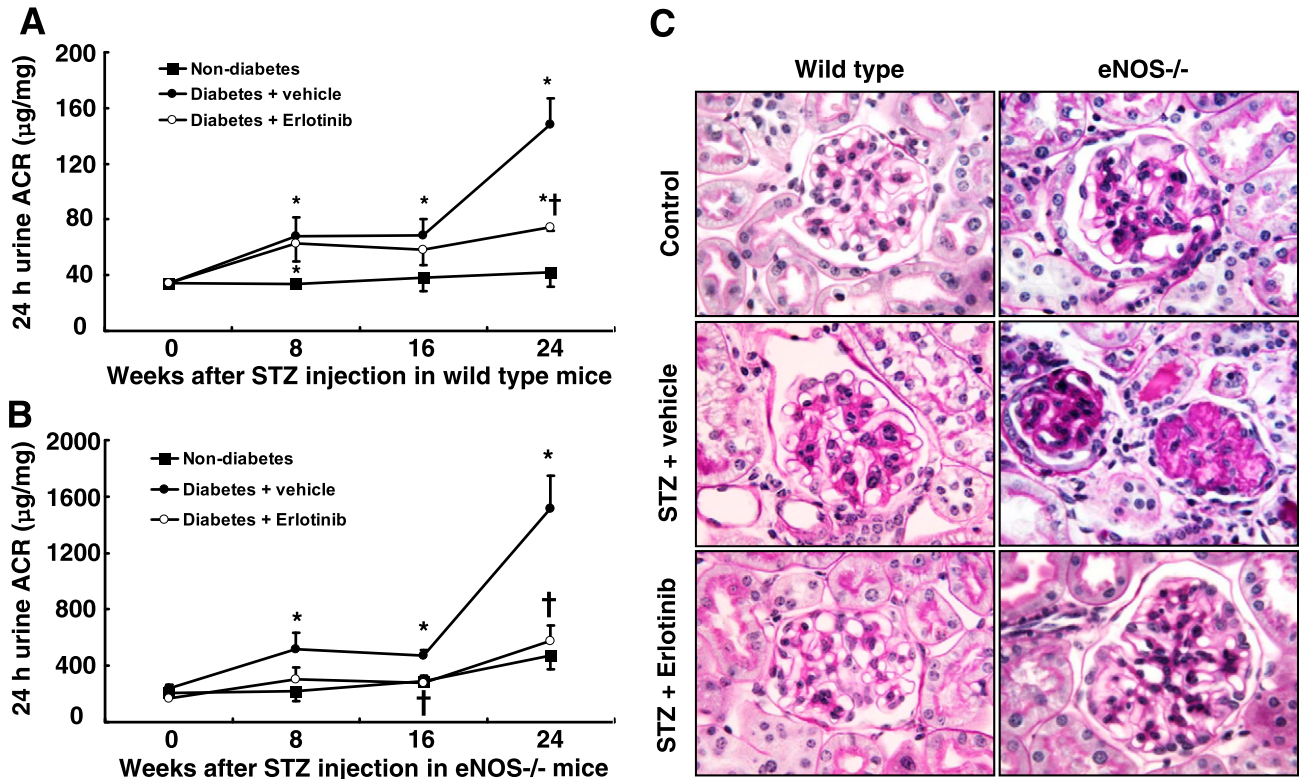 A
200
160
120
80
40
0
24 h urine ACR (µg/mg)
Non-diabetes
Diabetes + vehicle
Diabetes + Erlotinib
*
*
*
*
*†
0 8 16 24
Weeks after STZ injection in wild type mice
B
2000
1600
1200
800
400
0
24 h urine ACR (µg/mg)
Non-diabetes
Diabetes + vehicle
Diabetes + Erlotinib
*
*
*
†
†
0 8 16 24
Weeks after STZ injection in eNOS-/- mice
C
Wild type eNOS-/-
Control
STZ + vehicle
STZ + Erlotinib